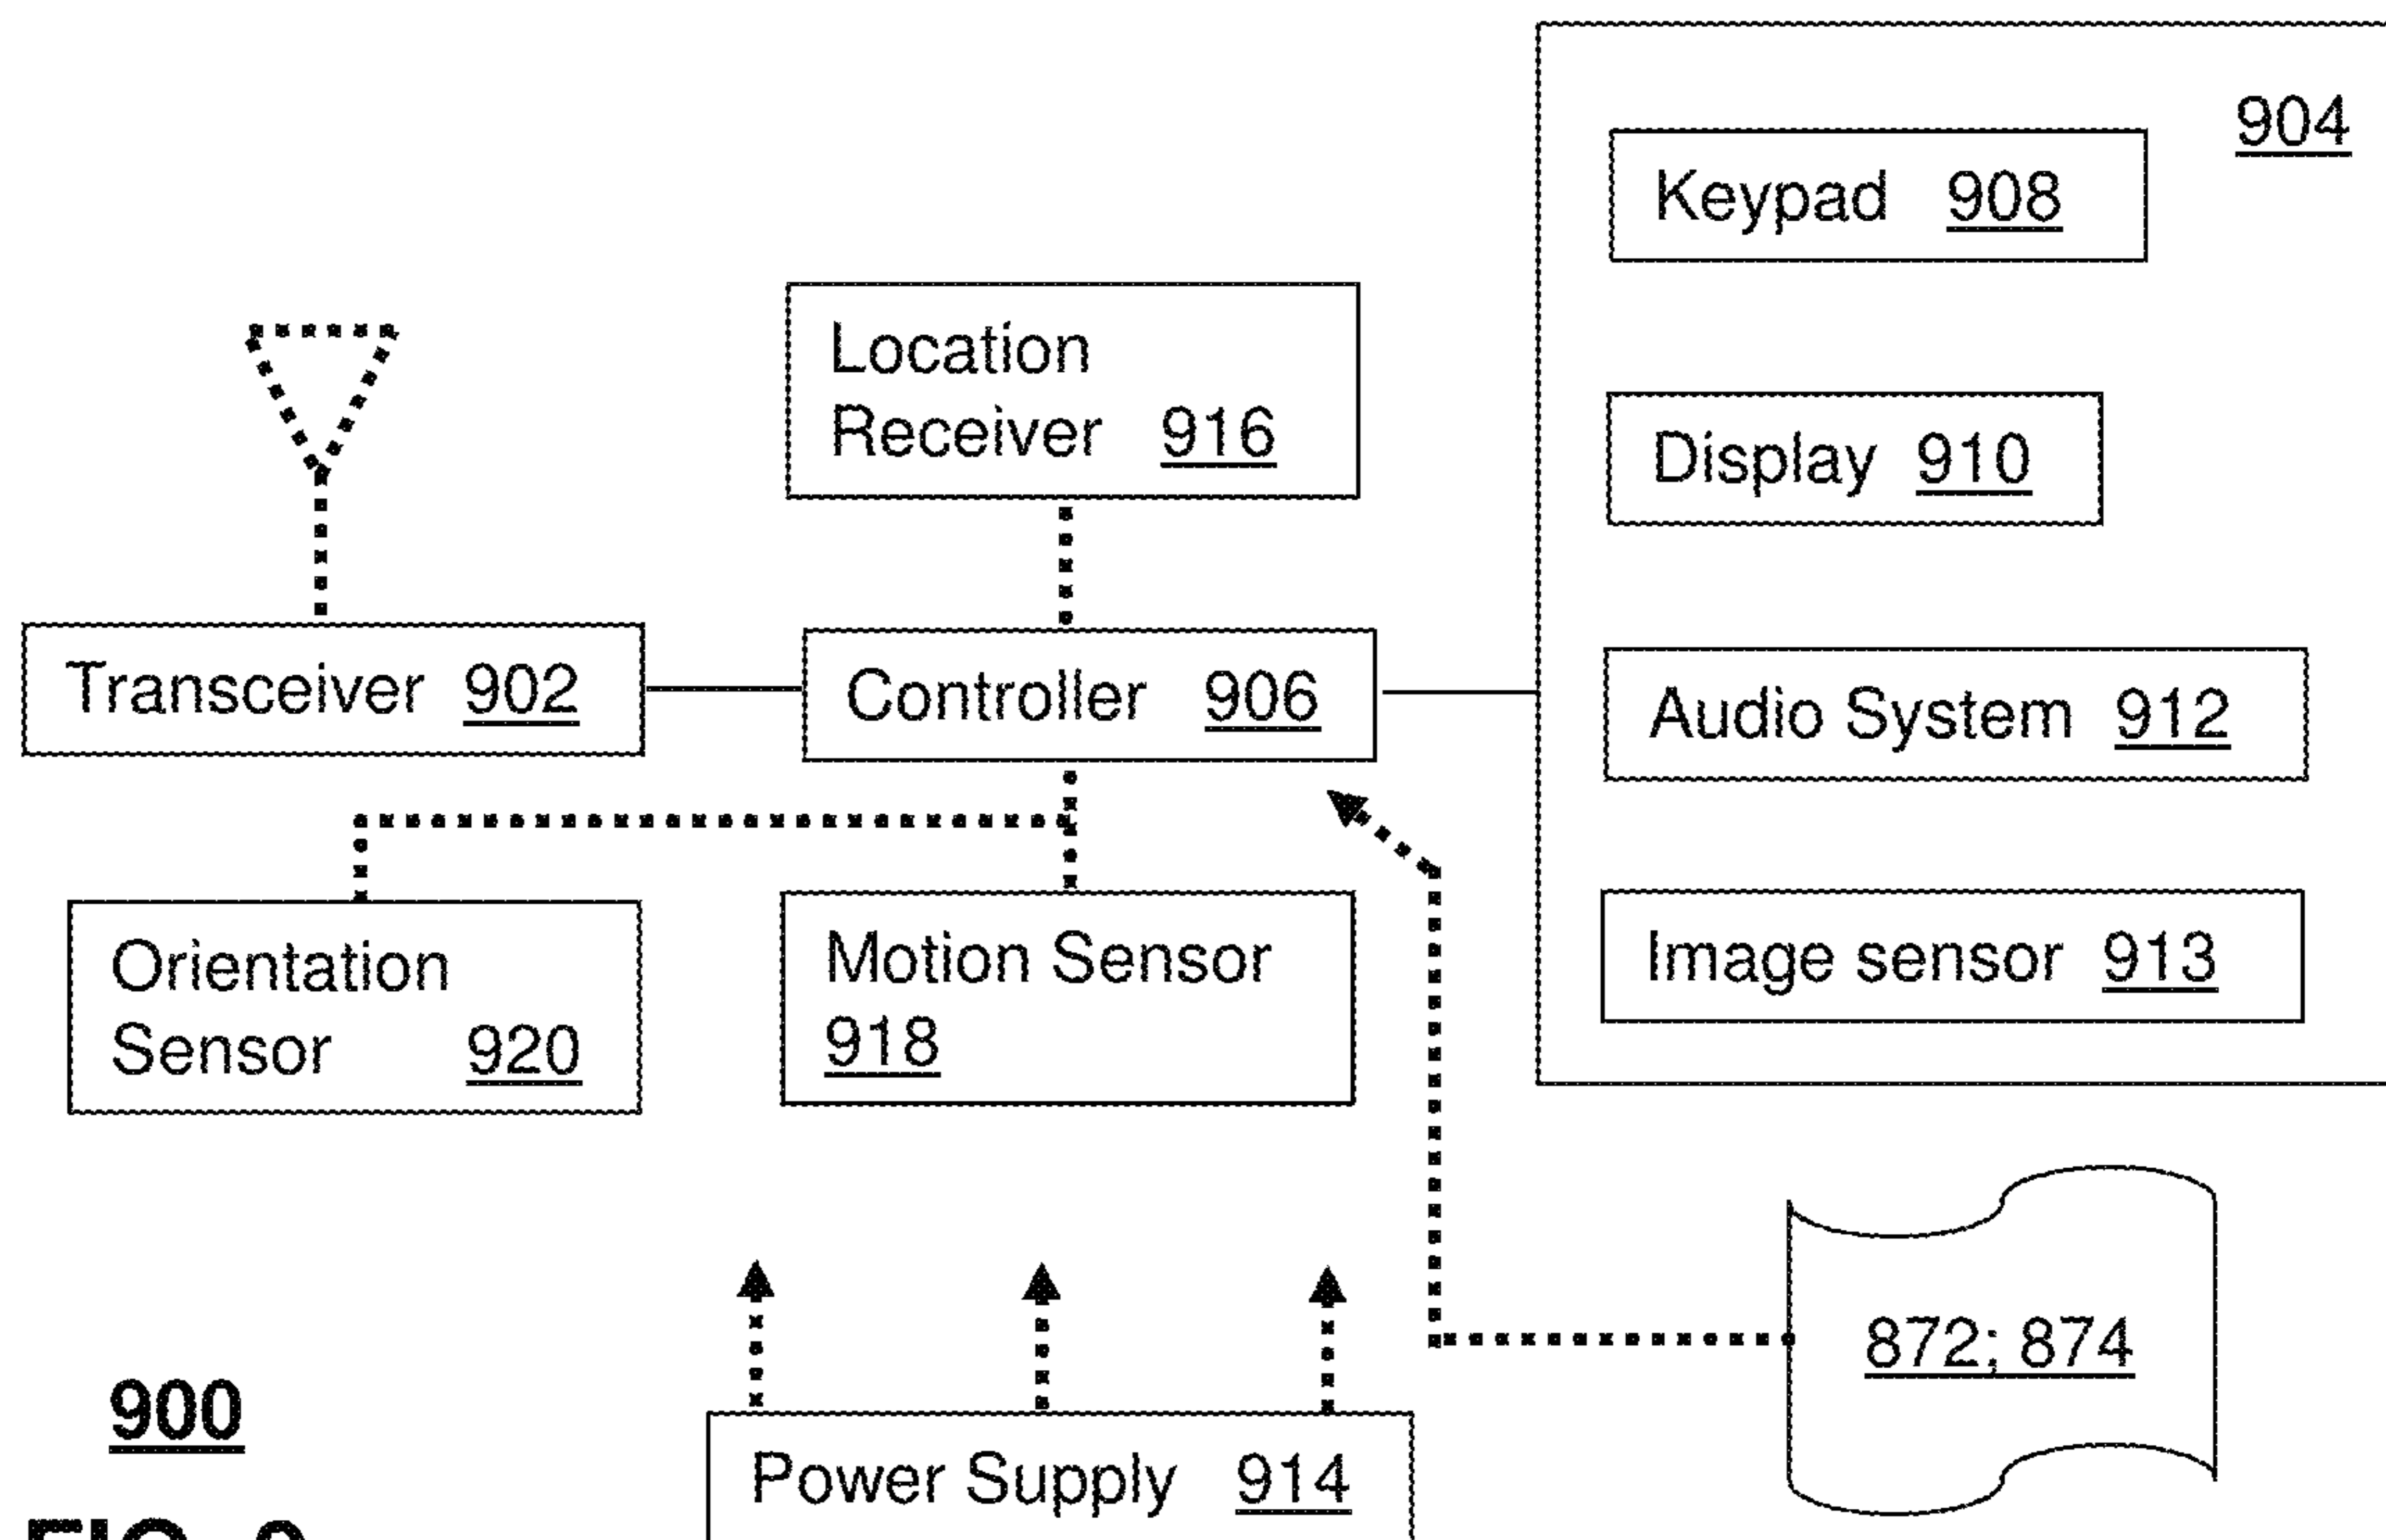 904
Keypad 908
Location
Receiver 916
Display 910
Transceiver 902
Controller 906
Audio System 912
Orientation
Sensor 920
Motion Sensor
918
Image sensor 913
872; 874
900
Power Supply 914